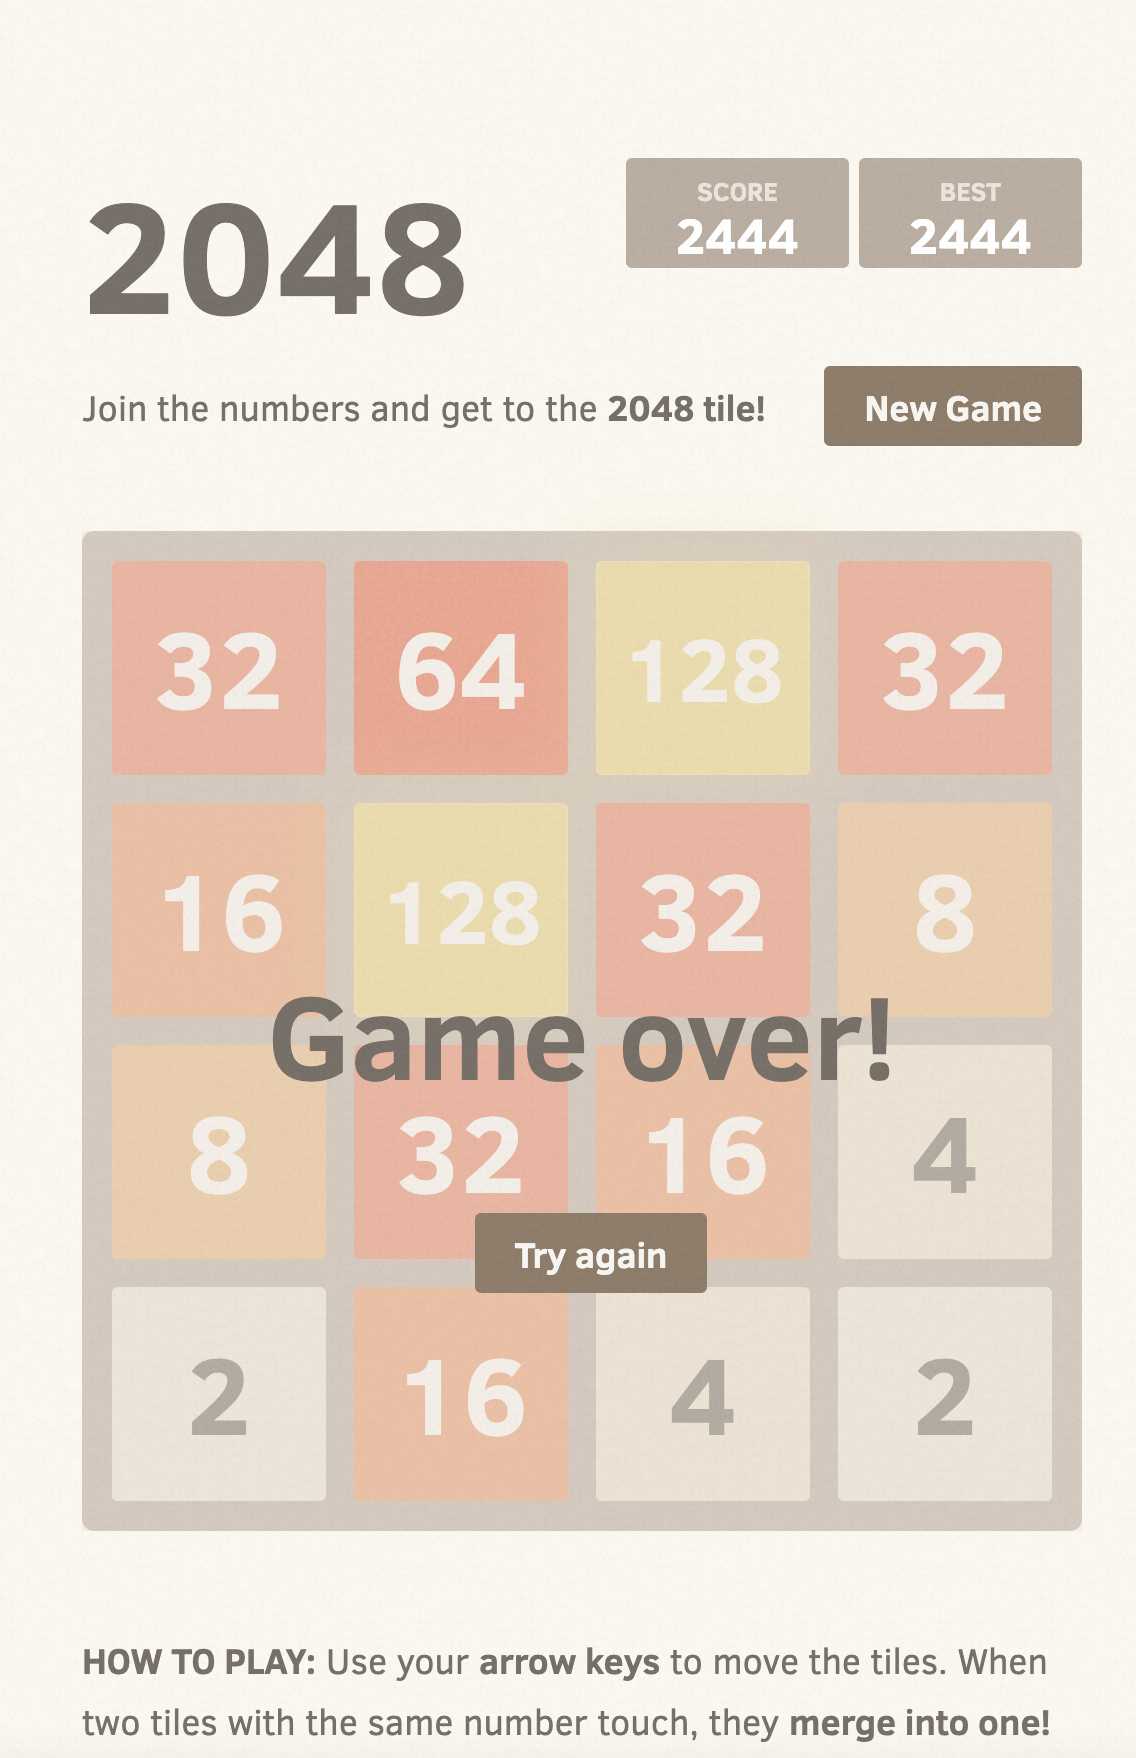 2048
SCORE
2444
BEST
2444
Join the numbers and get to the 2048 tile!
New Game
32 64 128 32
16 128 32 8
Game over!
8 32 16 4
Try again
2 16 4 2
HOW TO PLAY: Use your arrow keys to move the tiles. When
two tiles with the same number touch, they merge into one!